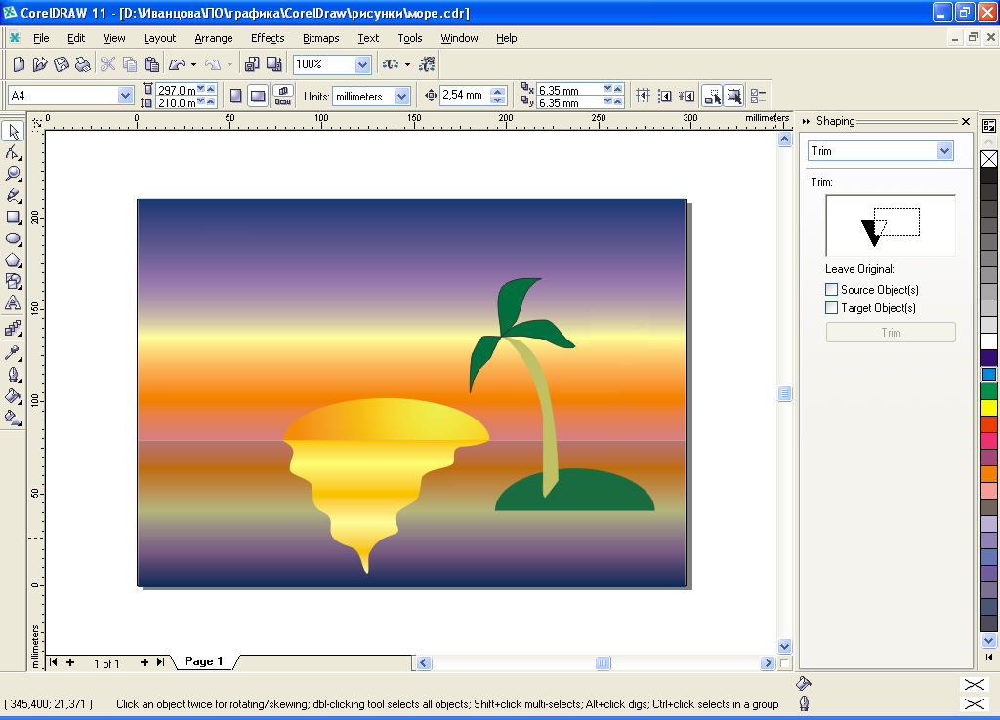 CorelDRAW 11 - [D:\Иванцова\ПО\графика\CorelDraw\рисунки\море.cdr]
File Edit View Layout Arrange Effects Bitmaps Text Tools Window Help
100%
A4
297.0 m
210.0 m
Units: millimeters
2,54 mm
6.35 mm
6.35 mm
0 0 50 100 150 200 250 300 millimeters
200
150
100
50
0
millimeters
Shaping
Trim
Trim:
Leave Original:
Source Object(s)
Target Object(s)
Trim
1 of 1
Page 1
( 345,400; 21,371 ) Click an object twice for rotating/skewing; dbl-clicking tool selects all objects; Shift+click multi-selects; Alt+click digs; Ctrl+click selects in a group